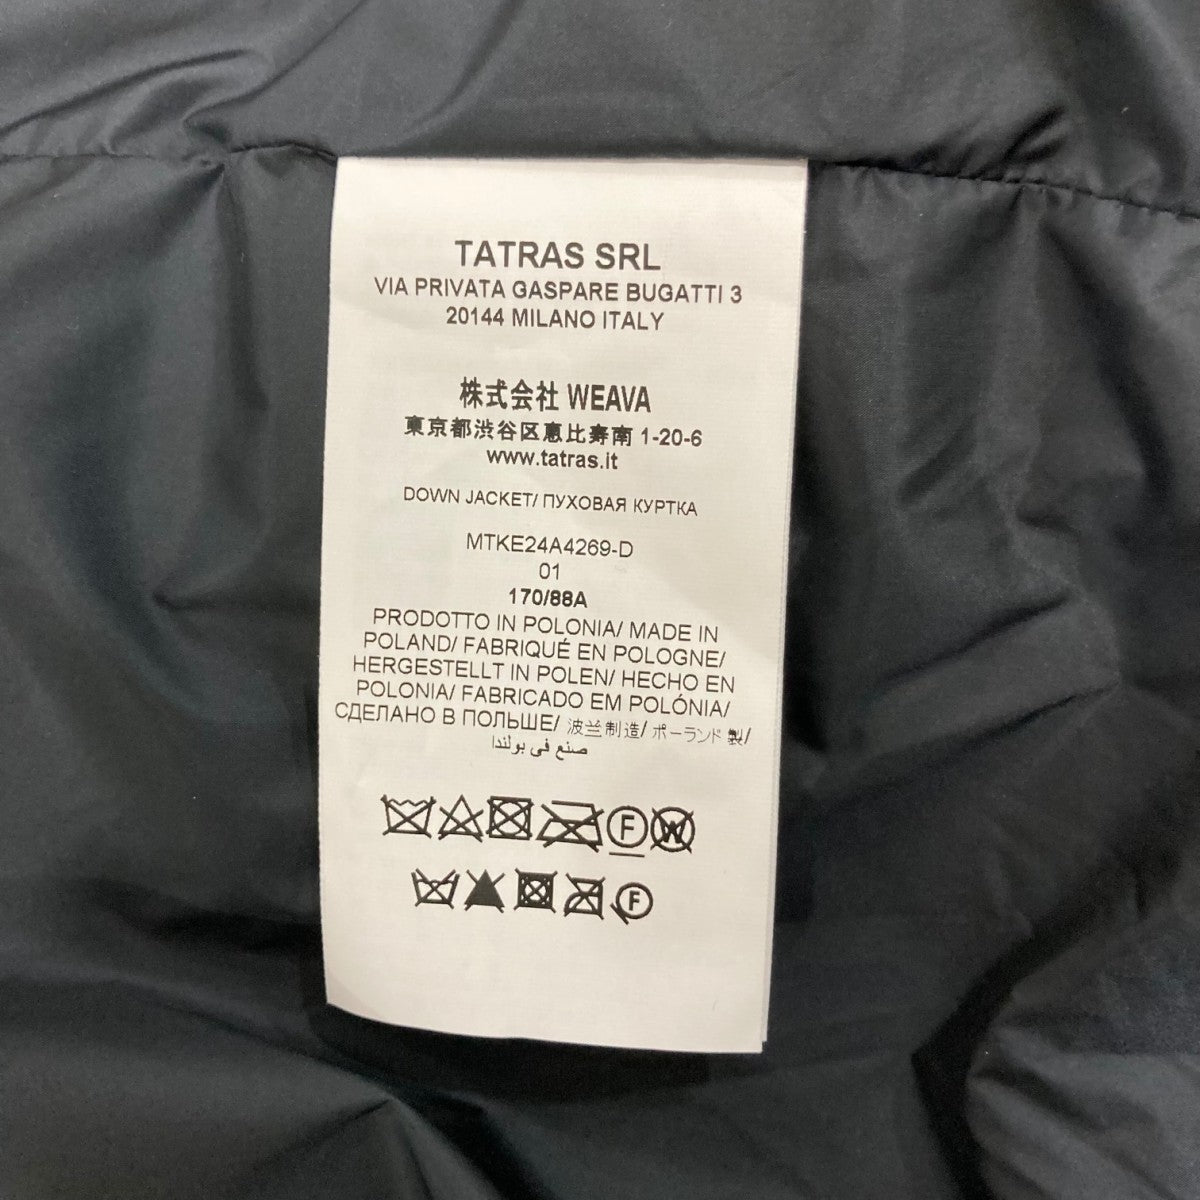 TATRAS SRL
VIA PRIVATA GASPARE BUGATTI 3
20144 MILANO ITALY
株式会社 WEAVA
東京都渋谷区恵比寿南 1-20-6
www.tatras.it
DOWN JACKET/ ПУХОВАЯ КУРТКА
MTKE24A4269-D
01
170/88A
PRODOTTO IN POLONIA/ MADE IN
POLAND/ FABRIQUÉ EN POLOGNE/
HERGESTELLT IN POLEN/ HECHO EN
POLONIA/ FABRICADO EM POLÓNIA/
СДЕЛАНО В ПОЛЬШЕ/ 波兰制造/ ポーランド製/
صنع في بولندا
F W
F